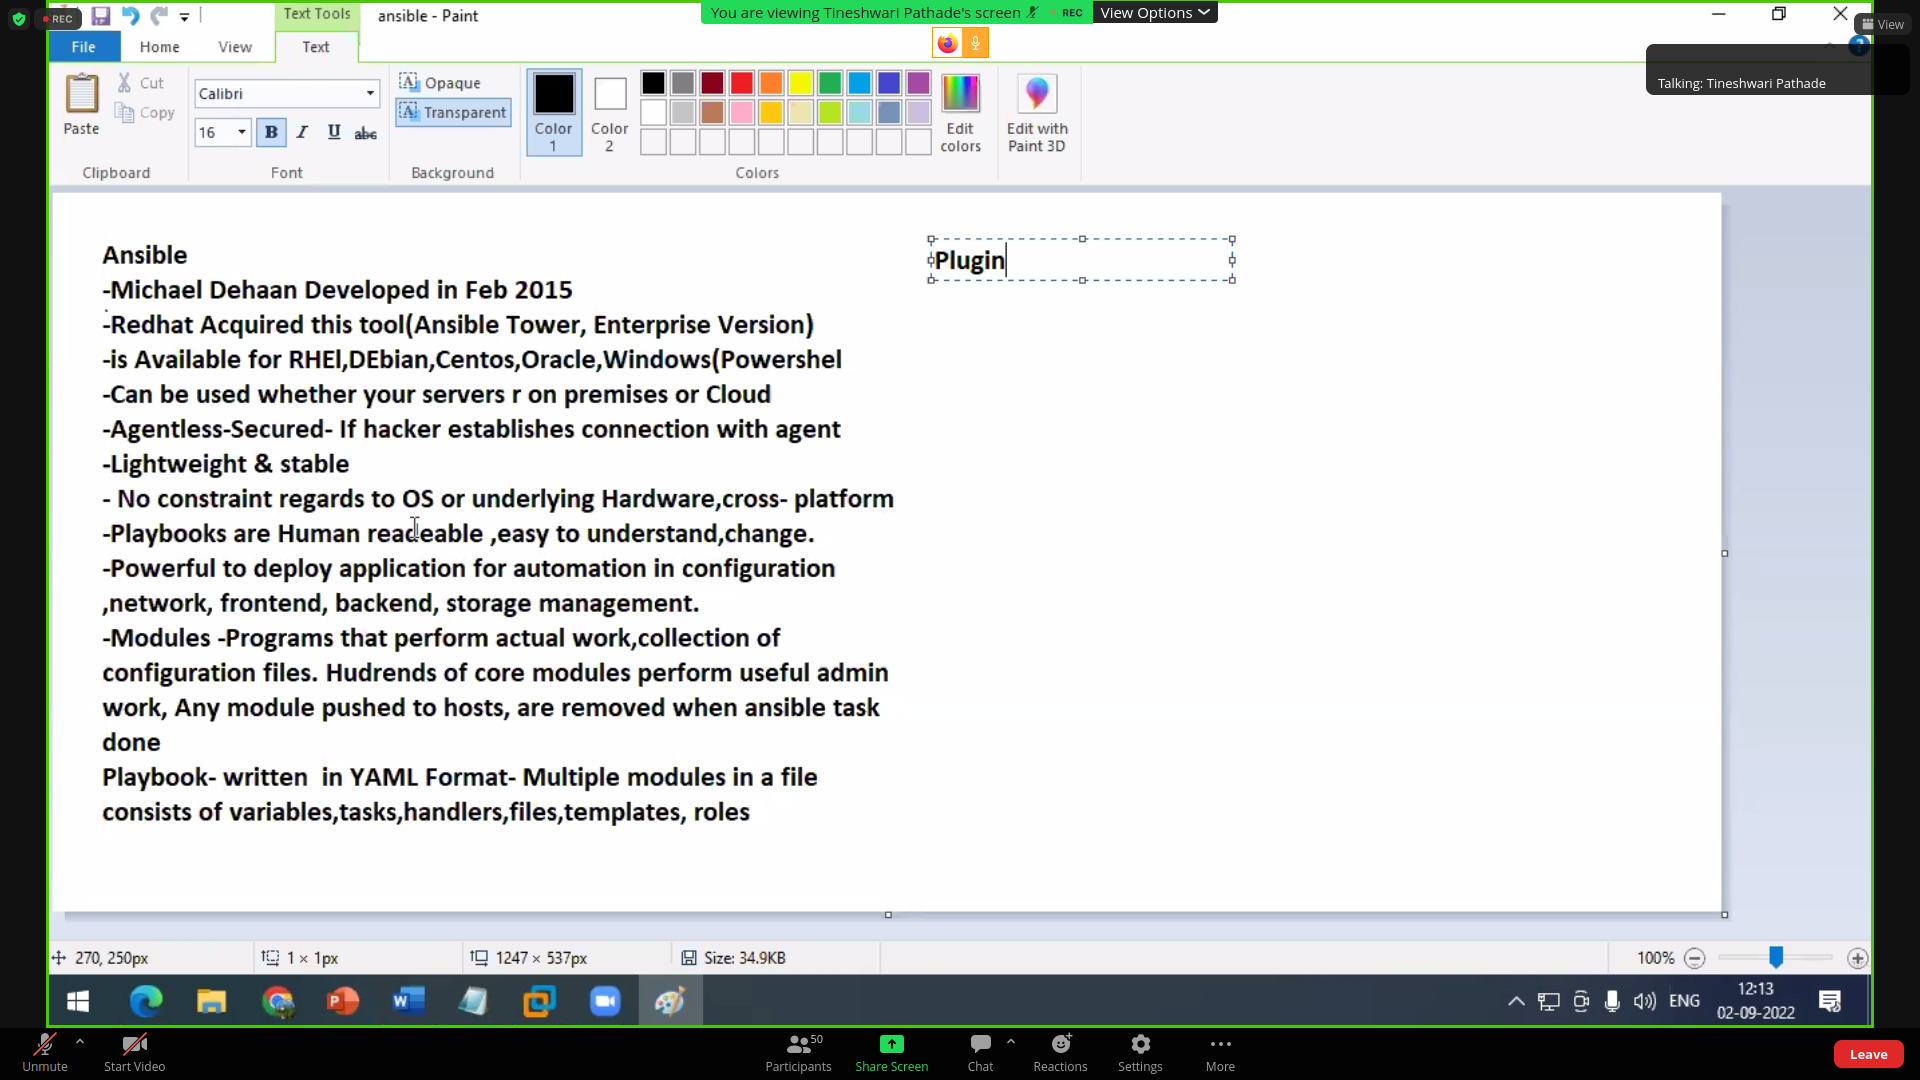 REC
Text Tools
ansible - Paint
You are viewing Tineshwari Pathade's screen
REC
View Options
View
File
Home
View
Text
Talking: Tineshwari Pathade
Paste
Cut
Copy
Clipboard
Calibri
16
B I U abc
Font
Opaque
Transparent
Background
Color 1
Color 2
Edit colors
Colors
Edit with Paint 3D
Ansible
-Michael Dehaan Developed in Feb 2015
-Redhat Acquired this tool(Ansible Tower, Enterprise Version)
-is Available for RHEl,DEbian,Centos,Oracle,Windows(Powershel
-Can be used whether your servers r on premises or Cloud
-Agentless-Secured- If hacker establishes connection with agent
-Lightweight & stable
- No constraint regards to OS or underlying Hardware,cross- platform
-Playbooks are Human readeable ,easy to understand,change.
-Powerful to deploy application for automation in configuration
,network, frontend, backend, storage management.
-Modules -Programs that perform actual work,collection of
configuration files. Hudrends of core modules perform useful admin
work, Any module pushed to hosts, are removed when ansible task
done
Playbook- written  in YAML Format- Multiple modules in a file
consists of variables,tasks,handlers,files,templates, roles
Plugin
270, 250px
1 × 1px
1247 × 537px
Size: 34.9KB
100%
ENG
12:13
02-09-2022
Unmute
Start Video
50
Participants
Share Screen
Chat
Reactions
Settings
More
Leave